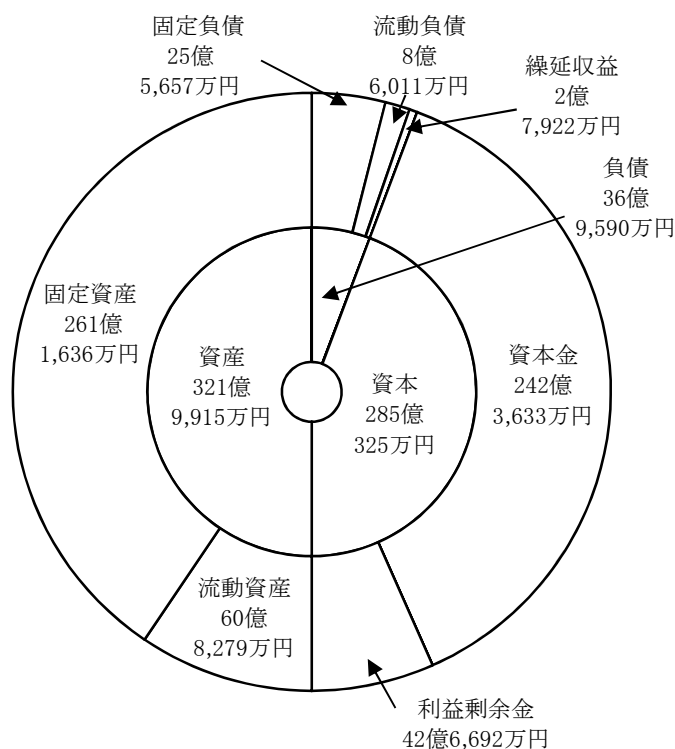 固定負債
25億
5,657万円
流動負債
8億
6,011万円
繰延収益
2億
7,922万円
負債
36億
9,590万円
固定資産
261億
1,636万円
資産
321億
9,915万円
資本
285億
325万円
資本金
242億
3,633万円
流動資産
60億
8,279万円
利益剰余金
42億6,692万円